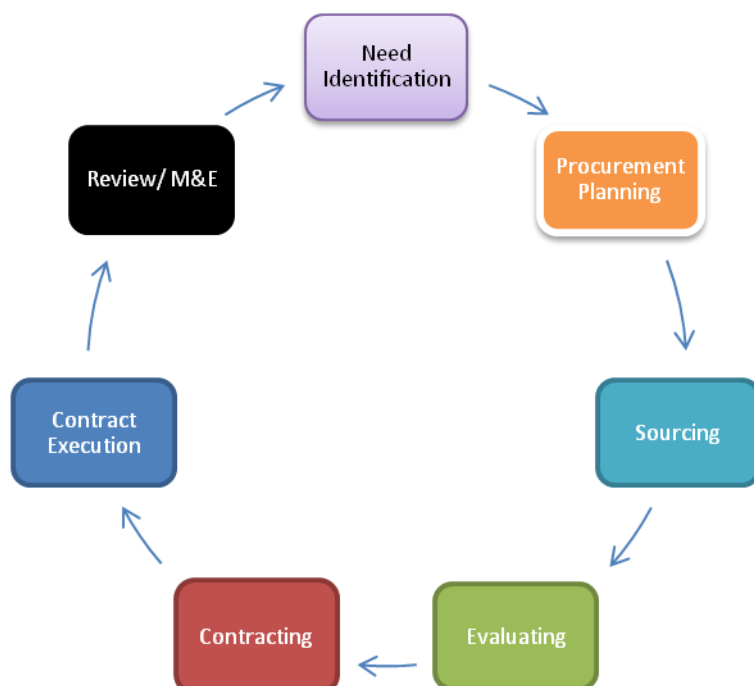 Need
Identification
Procurement
Planning
Sourcing
Evaluating
Contracting
Contract
Execution
Review/ M&E